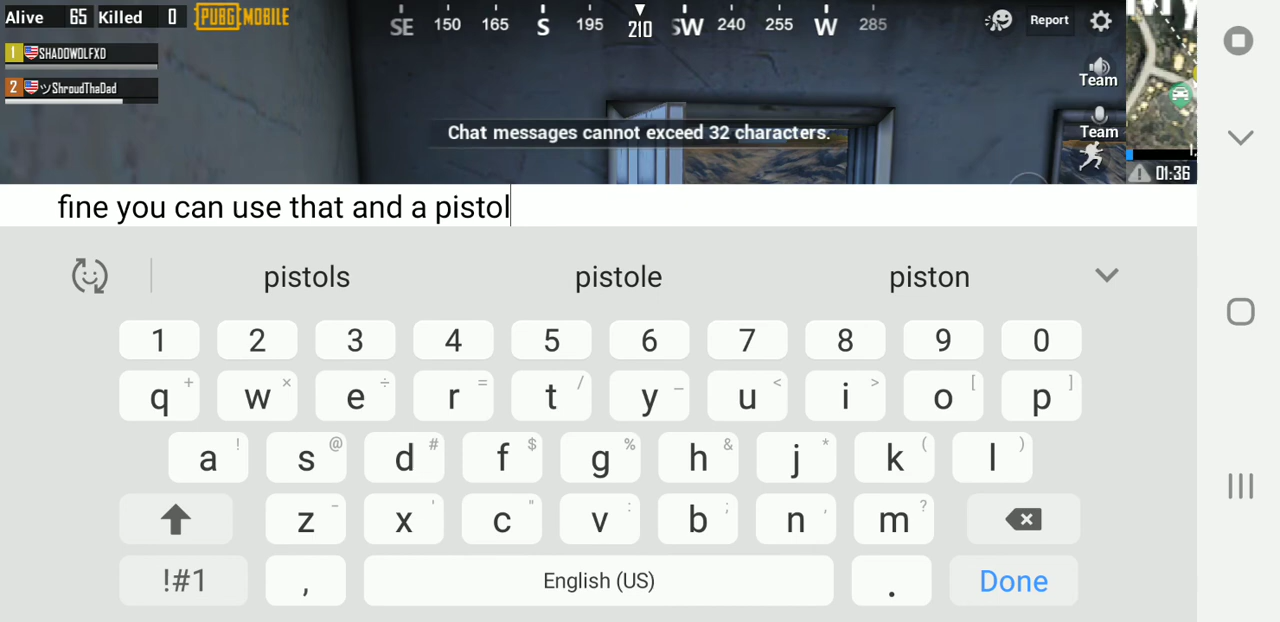 Alive 65 Killed 0 PUBG MOBILE
SE 150 165 S 195 210 SW 240 255 W 285
Report
1 SHADOWOLFXD
2 ツShroudThaDad
Team
Team
Chat messages cannot exceed 32 characters.
01:36
fine you can use that and a pistol
pistols pistole piston
1 2 3 4 5 6 7 8 9 0
q + w × e ÷ r = t / y _ u < i > o [ p ]
a ! s @ d # f $ g % h & j * k ( l )
z - x ' c " v : b ; n , m ?
!#1 , English (US) . Done